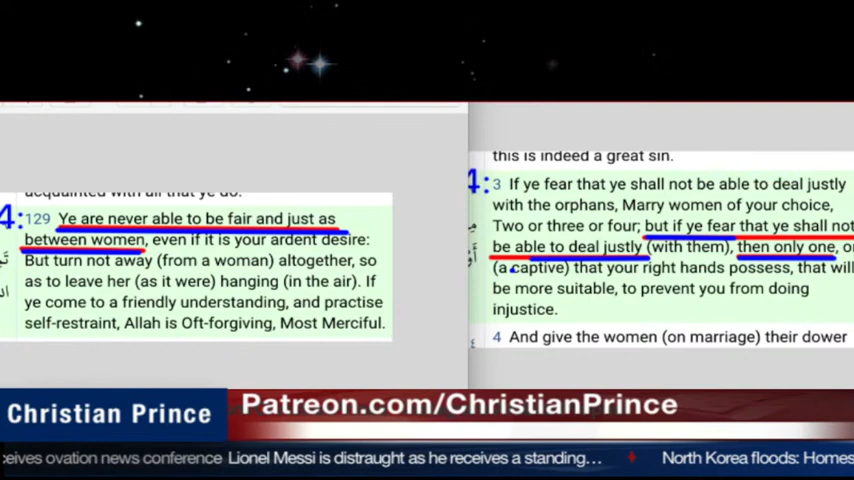 acquainted with all that ye do.
4:129 Ye are never able to be fair and just as
between women, even if it is your ardent desire:
But turn not away (from a woman) altogether, so
as to leave her (as it were) hanging (in the air). If
ye come to a friendly understanding, and practise
self-restraint, Allah is Oft-forgiving, Most Merciful.
this is indeed a great sin.
4:3 If ye fear that ye shall not be able to deal justly
with the orphans, Marry women of your choice,
Two or three or four; but if ye fear that ye shall not
be able to deal justly (with them), then only one, or
(a captive) that your right hands possess, that will
be more suitable, to prevent you from doing
injustice.
4 And give the women (on marriage) their dower
Christian Prince
Patreon.com/ChristianPrince
ceives ovation news conference Lionel Messi is distraught as he receives a standing... North Korea floods: Homes